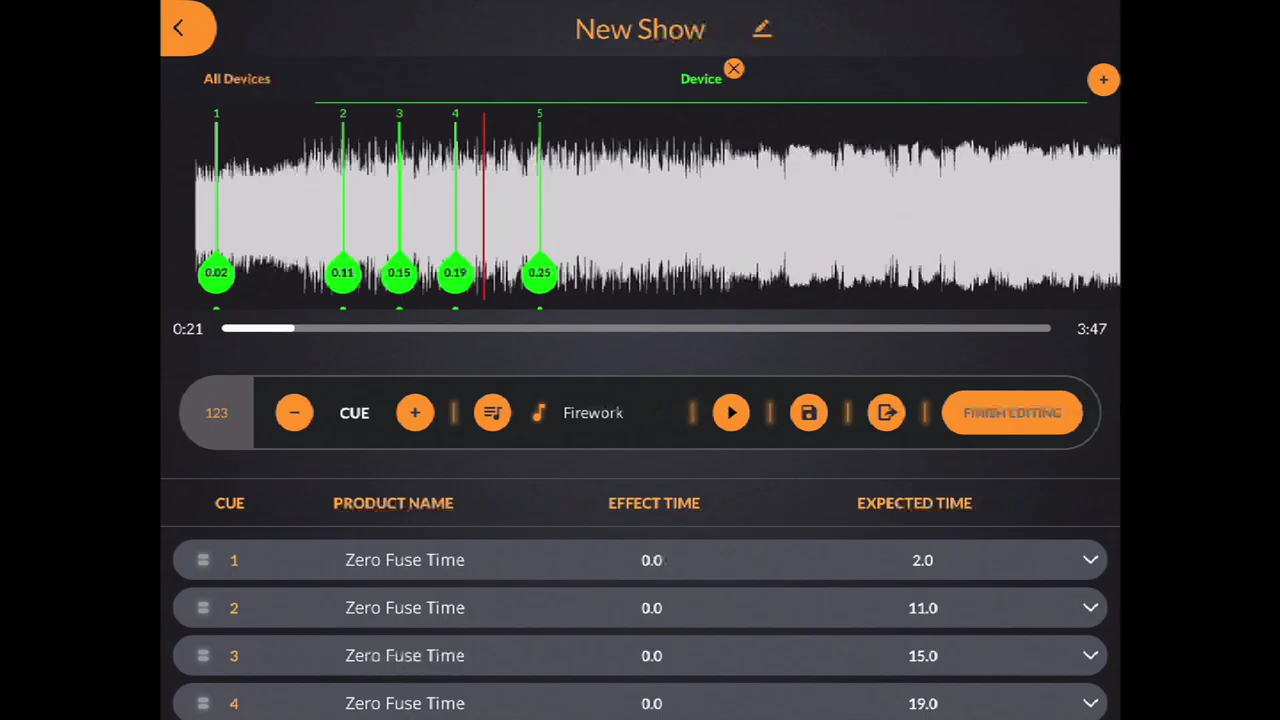 New Show
All Devices Device
1 2 3 4 5
0.02 0.11 0.15 0.19 0.25
0:21 3:47
123 CUE Firework FINISH EDITING
CUE PRODUCT NAME EFFECT TIME EXPECTED TIME
1 Zero Fuse Time 0.0 2.0
2 Zero Fuse Time 0.0 11.0
3 Zero Fuse Time 0.0 15.0
4 Zero Fuse Time 0.0 19.0